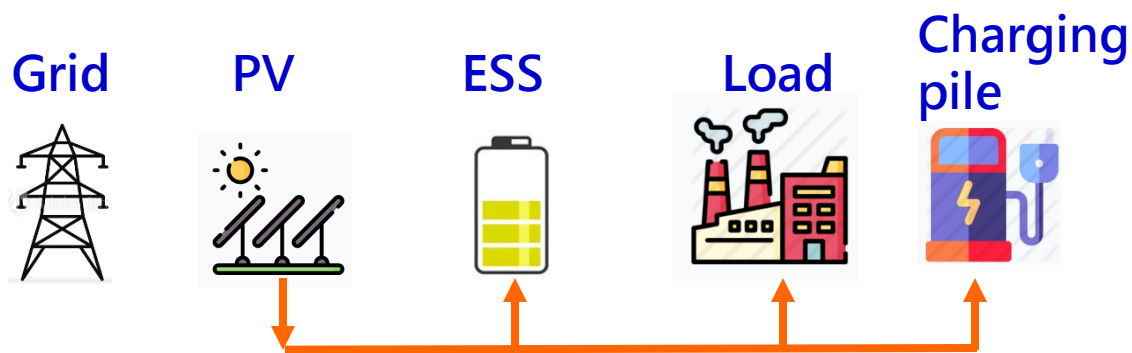 Grid
PV
ESS
Load
Charging
pile